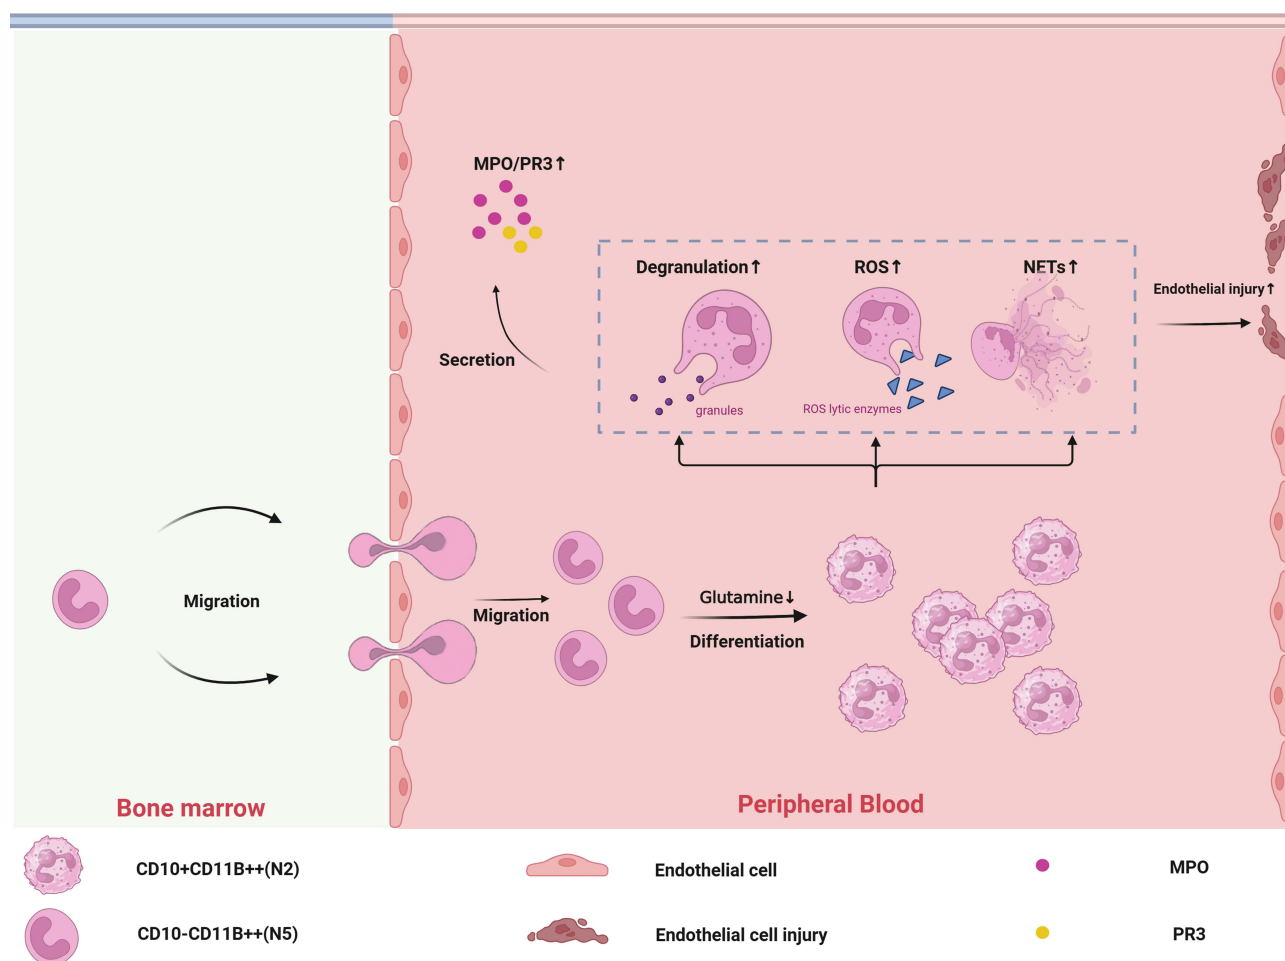 MPO/PR3↑
Degranulation↑
ROS↑
NETs↑
Endothelial injury↑
Secretion
granules
ROS lytic enzymes
Migration
Migration
Glutamine↓
Differentiation
Bone marrow
Peripheral Blood
CD10+CD11B++(N2)
Endothelial cell
MPO
CD10-CD11B++(N5)
Endothelial cell injury
PR3